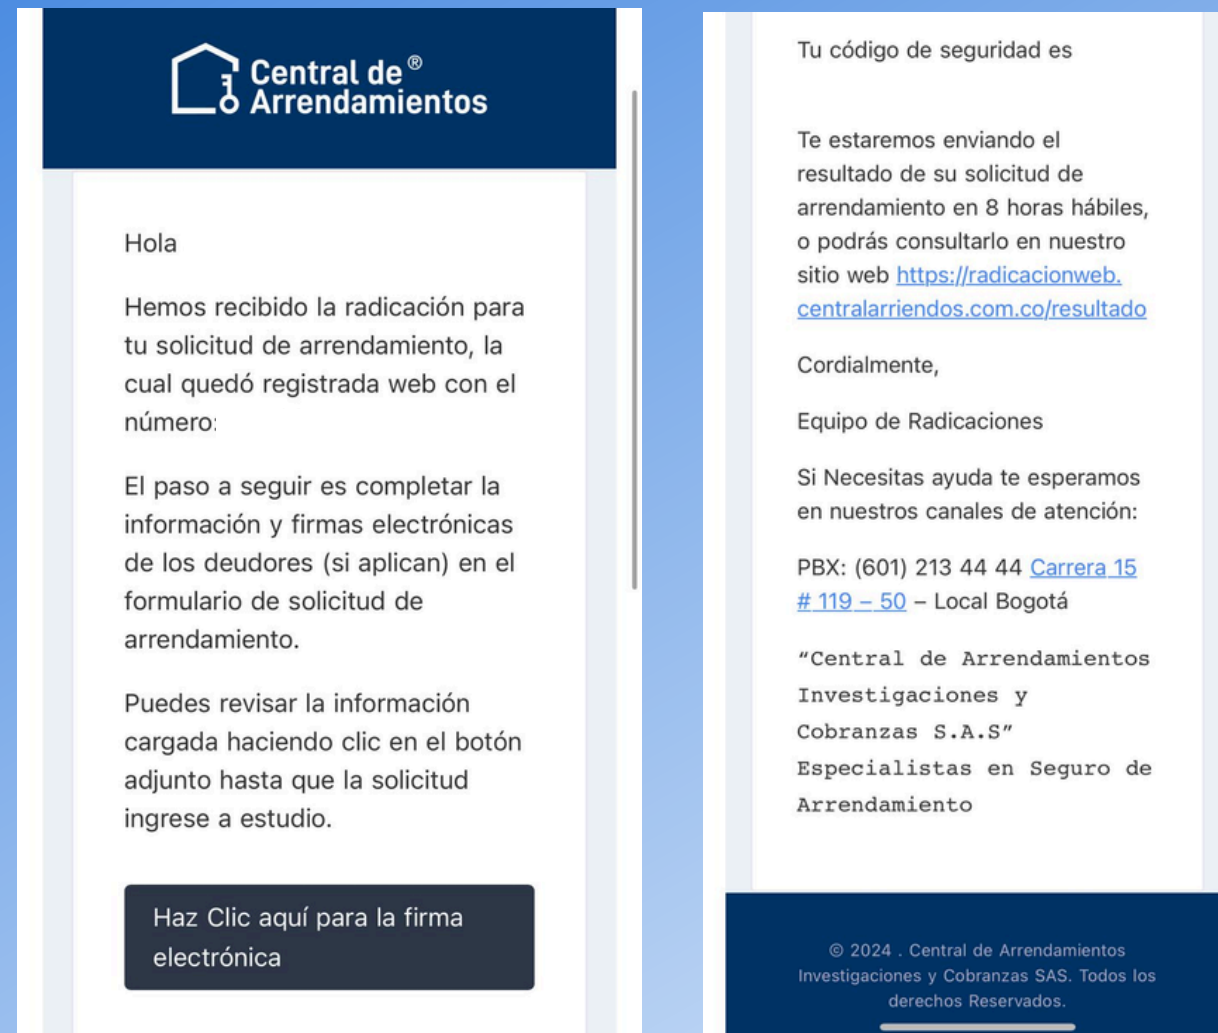 Central de ®
Arrendamientos
Hola
Hemos recibido la radicación para
tu solicitud de arrendamiento, la
cual quedó registrada web con el
número:
El paso a seguir es completar la
información y firmas electrónicas
de los deudores (si aplican) en el
formulario de solicitud de
arrendamiento.
Puedes revisar la información
cargada haciendo clic en el botón
adjunto hasta que la solicitud
ingrese a estudio.
Haz Clic aquí para la firma
electrónica
Tu código de seguridad es
Te estaremos enviando el
resultado de su solicitud de
arrendamiento en 8 horas hábiles,
o podrás consultarlo en nuestro
sitio web https://radicacionweb.
centralarriendos.com.co/resultado
Cordialmente,
Equipo de Radicaciones
Si Necesitas ayuda te esperamos
en nuestros canales de atención:
PBX: (601) 213 44 44 Carrera 15
# 119 – 50 – Local Bogotá
“Central de Arrendamientos
Investigaciones y
Cobranzas S.A.S”
Especialistas en Seguro de
Arrendamiento
© 2024 . Central de Arrendamientos
Investigaciones y Cobranzas SAS. Todos los
derechos Reservados.